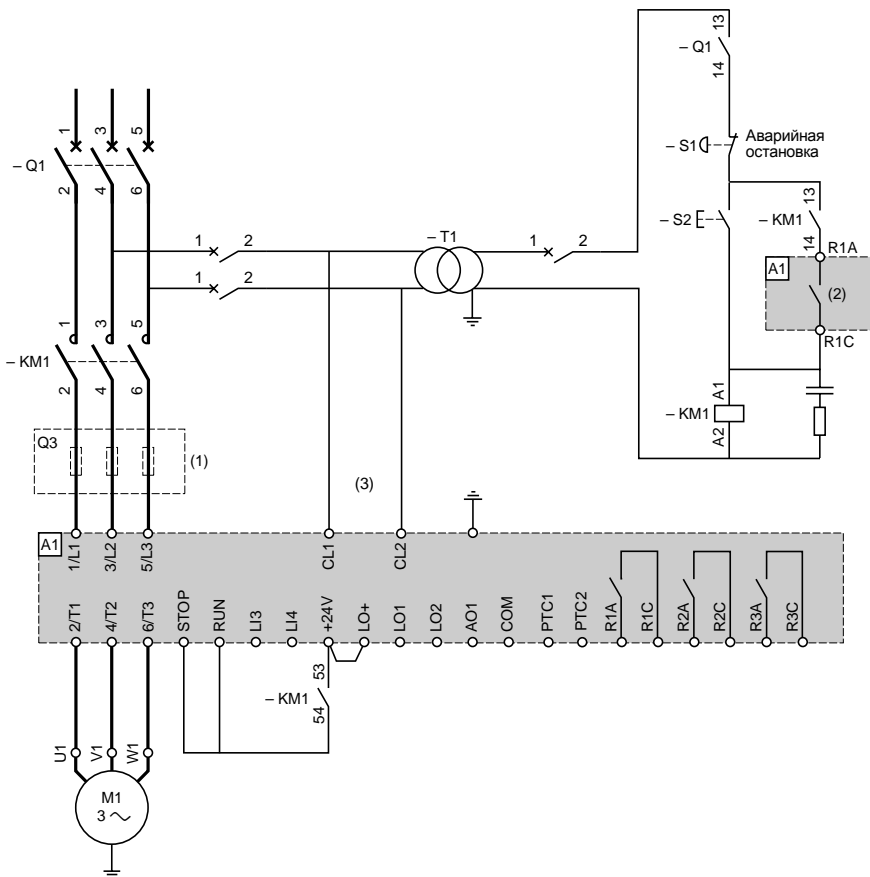 13
– Q1
14
1 3 5
– Q1
2 4 6
– S1
Аварийная
остановка
– S2
13
– KM1
14
R1A
A1
(2)
R1C
1 2
– T1
1 2
1 2
1 3 5
– KM1
2 4 6
A1
– KM1
A2
Q3
(1)
(3)
A1
1/L1 3/L2 5/L3 CL1 CL2
2/T1 4/T2 6/T3 STOP RUN LI3 LI4 +24V LO+ LO1 LO2 AO1 COM PTC1 PTC2 R1A R1C R2A R2C R3A R3C
53
– KM1
54
U1 V1 W1
M1
3